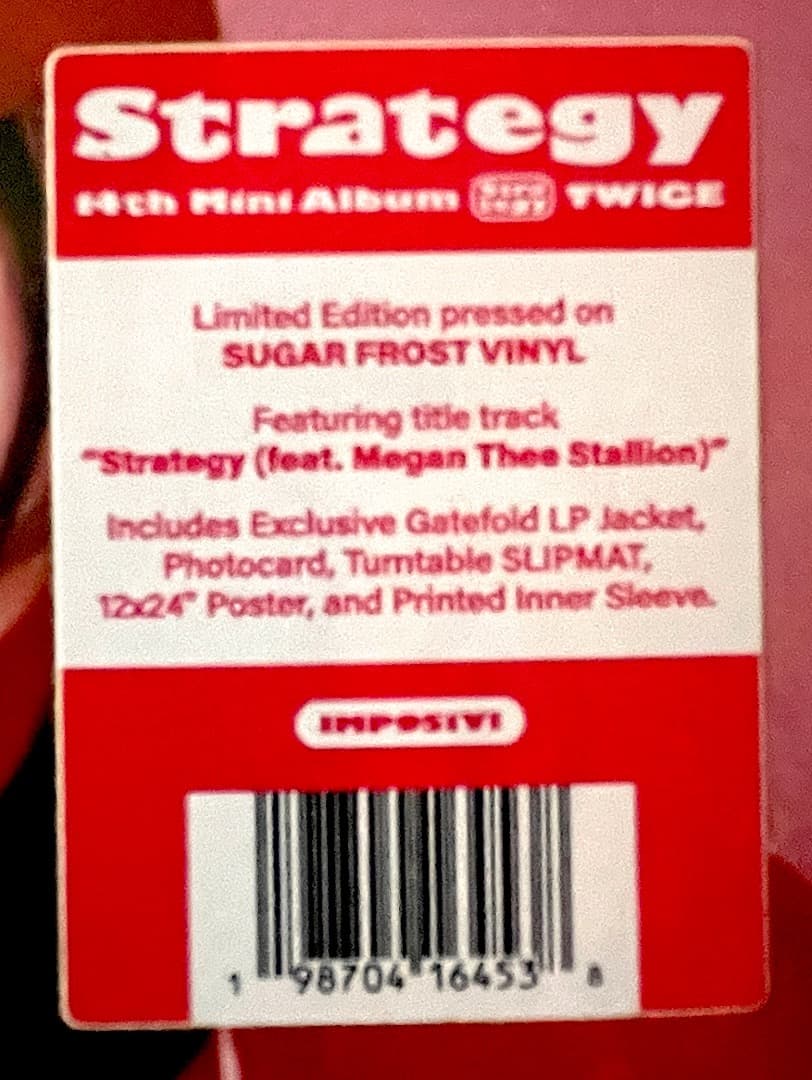 Strategy
14th Mini Album TWICE
Limited Edition pressed on
SUGAR FROST VINYL
Featuring title track
"Strategy (feat. Megan Thee Stallion)"
Includes Exclusive Gatefold LP Jacket,
Photocard, Turntable SLIPMAT,
12x24" Poster, and Printed Inner Sleeve.
1 98704 16453 8